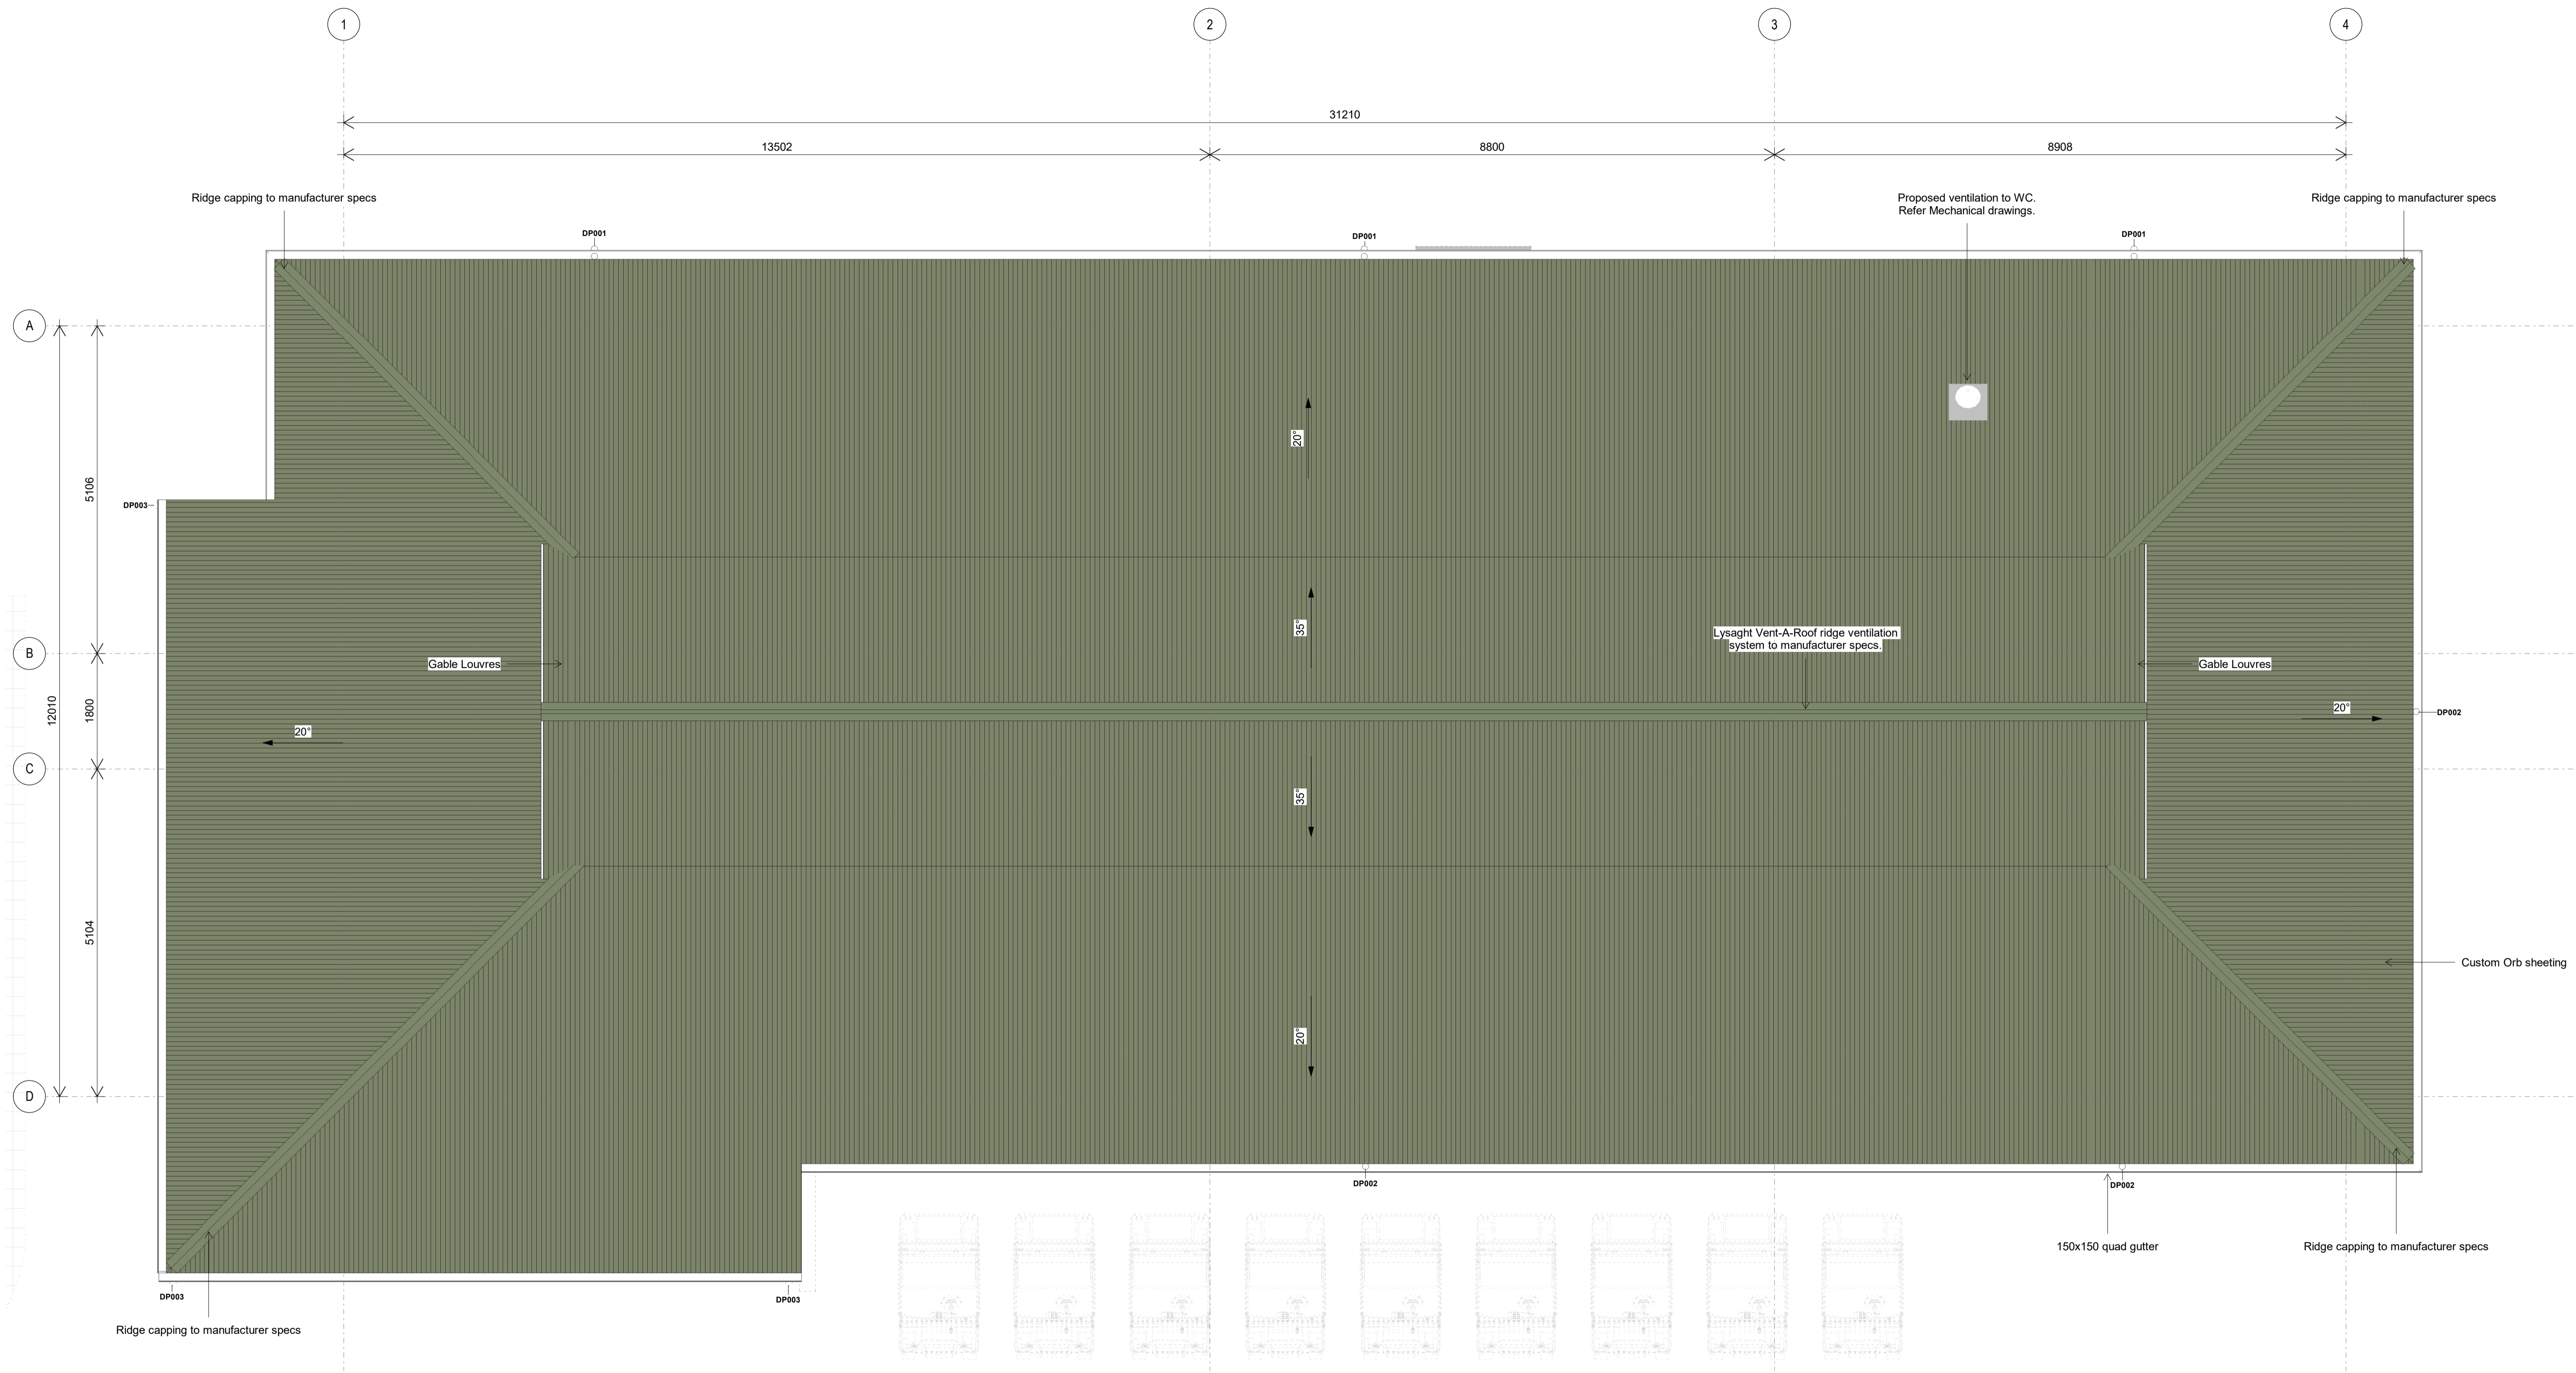 1
2
3
4
31210
13502
8800
8908
Ridge capping to manufacturer specs
Proposed ventilation to WC.
Refer Mechanical drawings.
Ridge capping to manufacturer specs
DP001
DP001
DP001
A
20°
5106
DP003
35°
Lysaght Vent-A-Roof ridge ventilation
system to manufacturer specs.
B
Gable Louvres
Gable Louvres
12010
1800
20°
20°
DP002
C
35°
5104
Custom Orb sheeting
20°
D
DP002
DP002
150x150 quad gutter
Ridge capping to manufacturer specs
DP003
DP003
Ridge capping to manufacturer specs